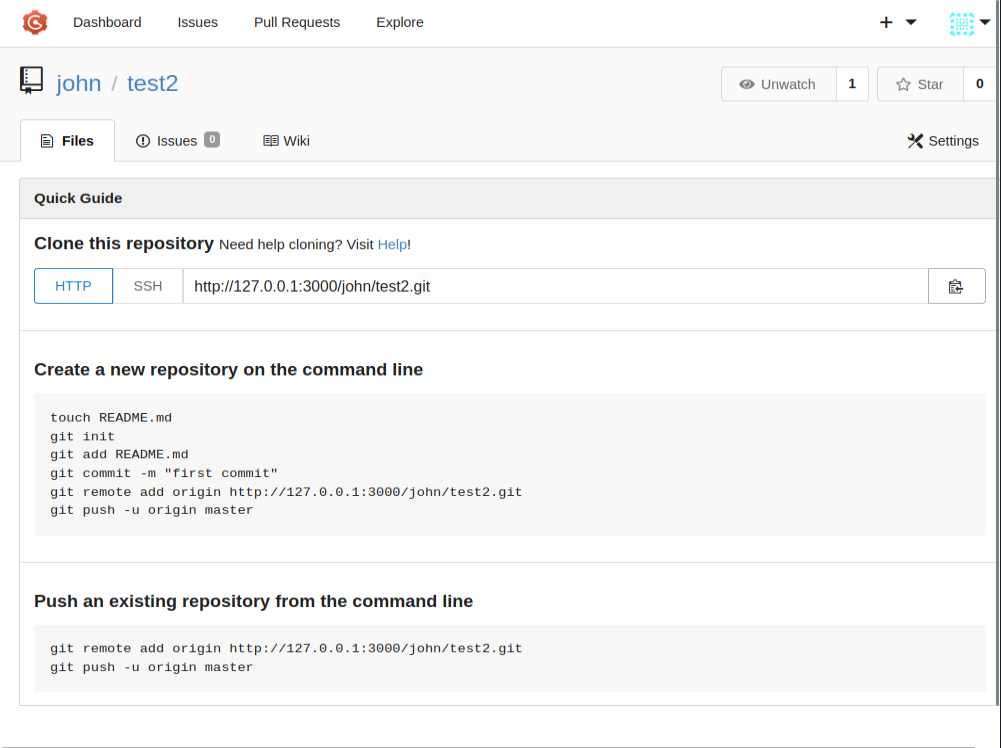 Dashboard Issues Pull Requests Explore
john / test2
Unwatch 1 Star 0
Files Issues 0 Wiki Settings
Quick Guide
Clone this repository Need help cloning? Visit Help!
HTTP SSH http://127.0.0.1:3000/john/test2.git
Create a new repository on the command line
touch README.md
git init
git add README.md
git commit -m "first commit"
git remote add origin http://127.0.0.1:3000/john/test2.git
git push -u origin master
Push an existing repository from the command line
git remote add origin http://127.0.0.1:3000/john/test2.git
git push -u origin master